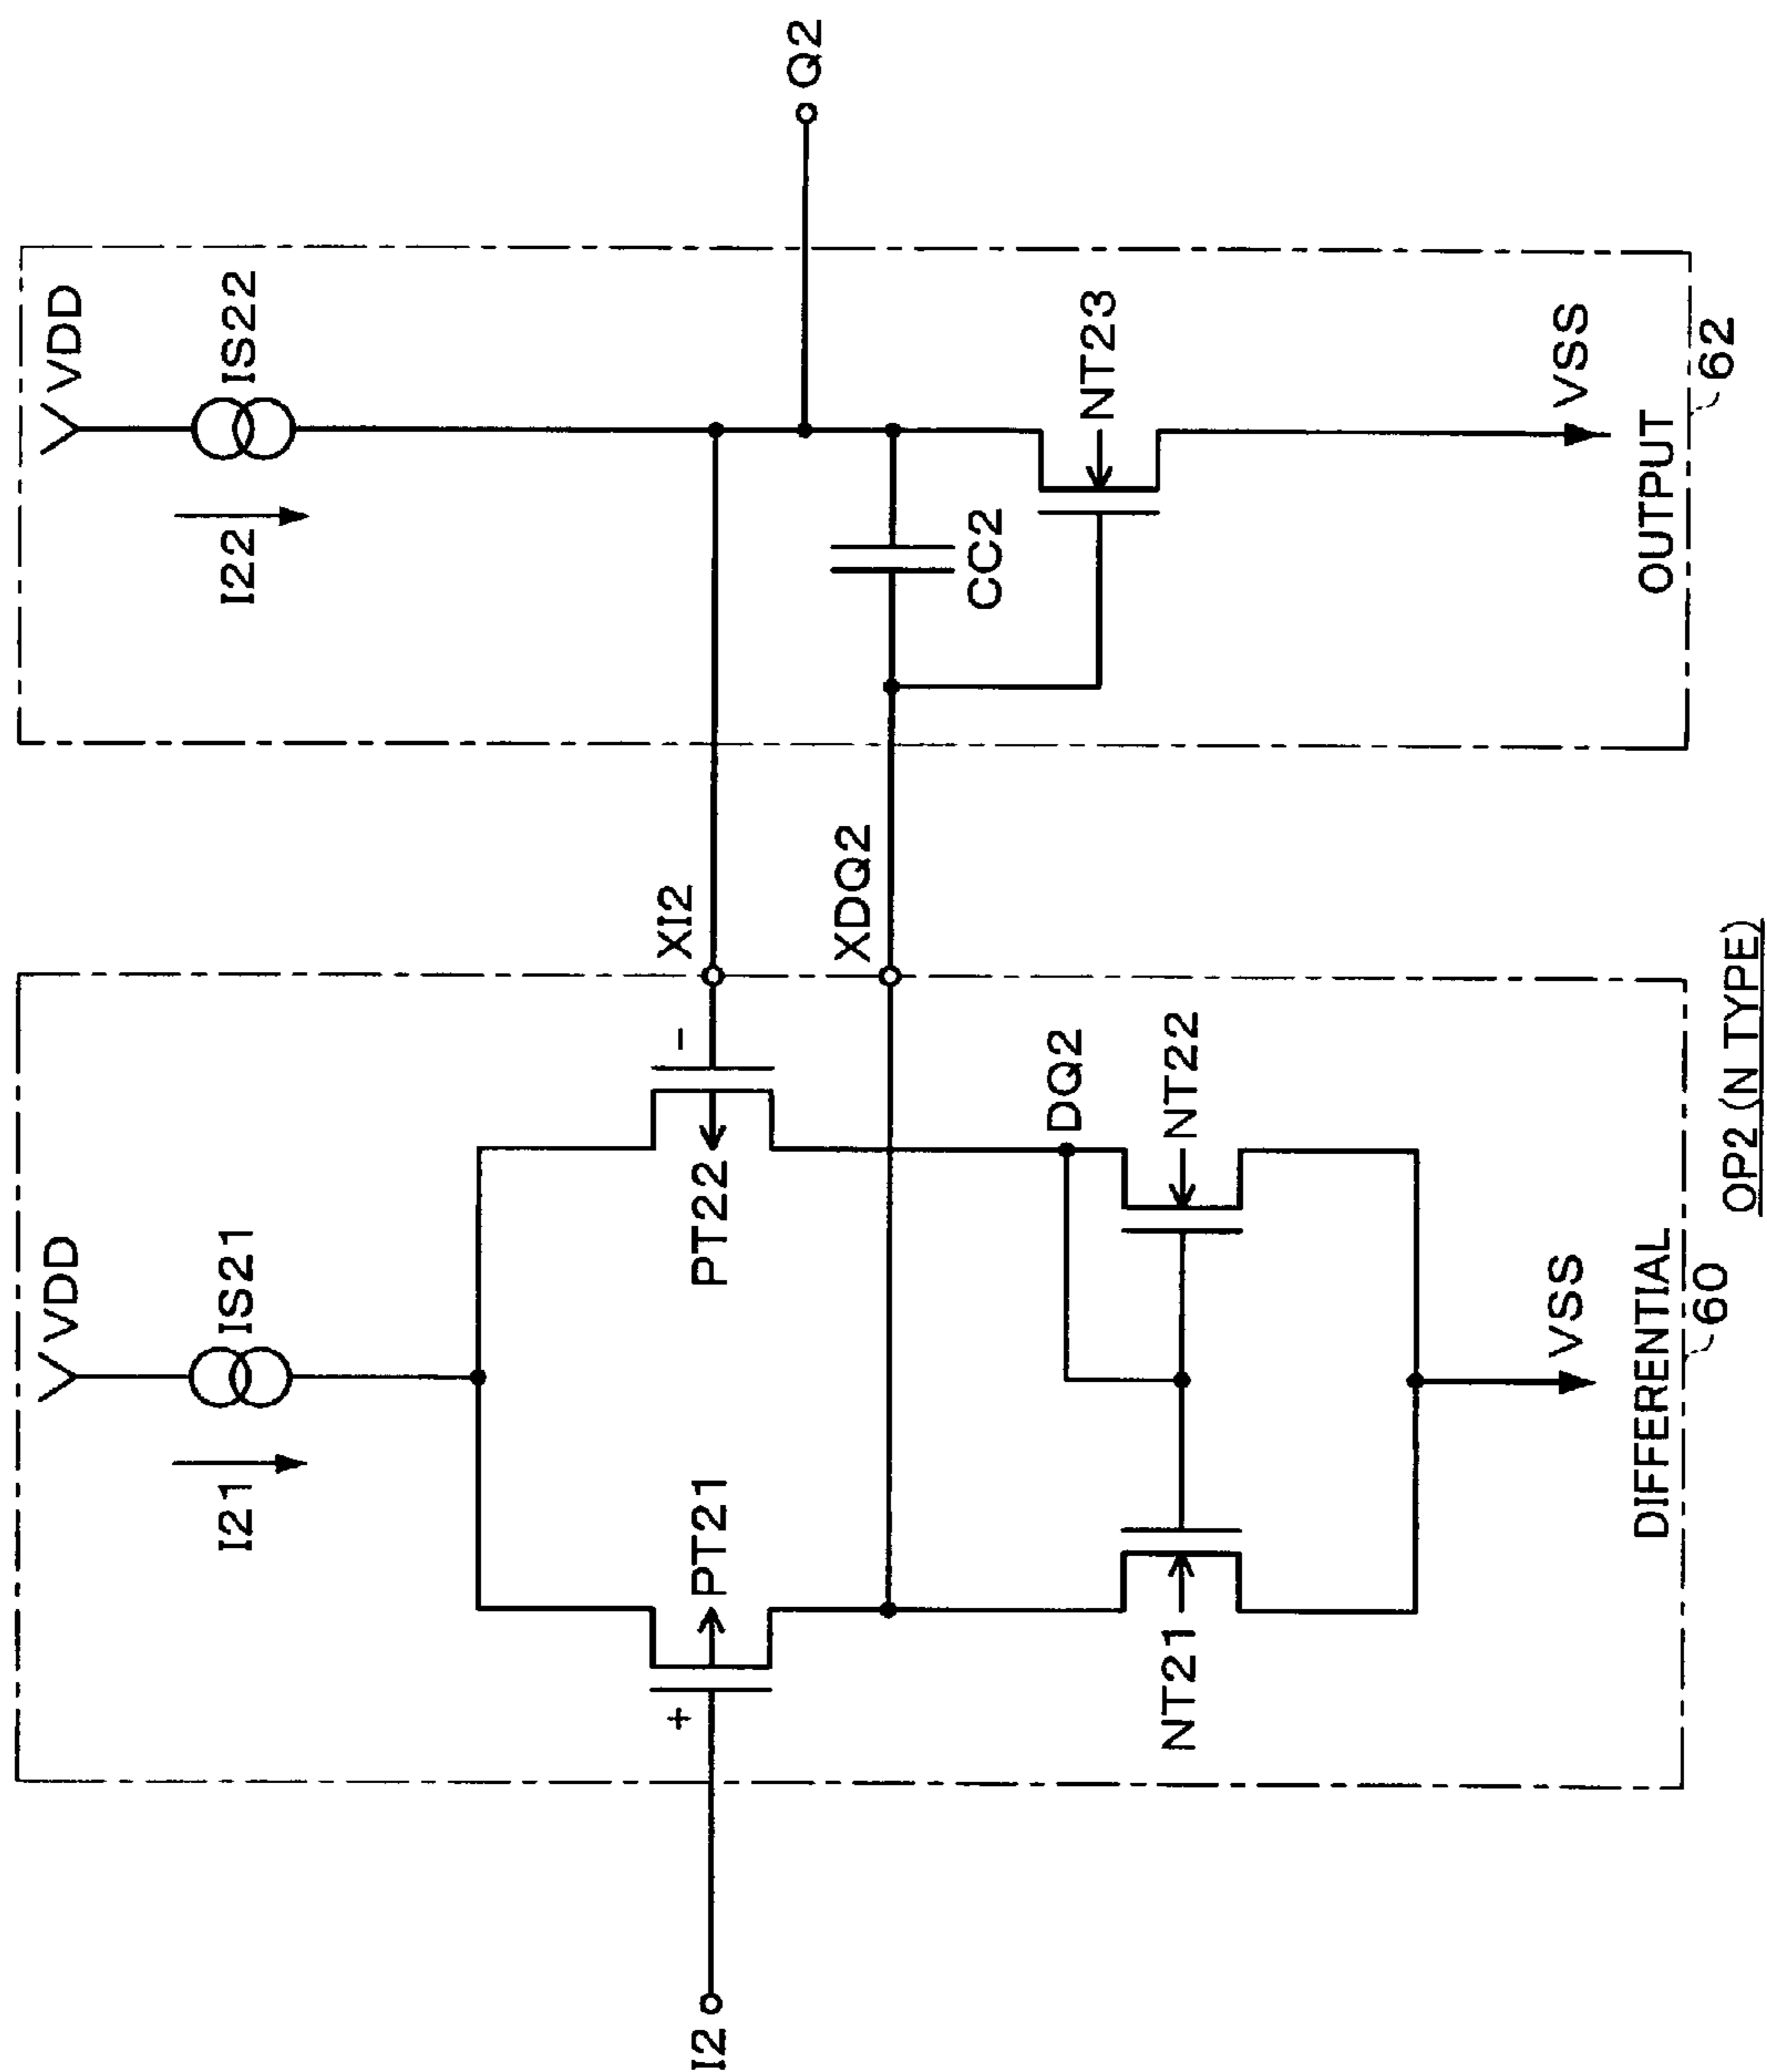 VDD
VDD
I21
IS21
I22
IS22
I2
+
PT21
PT22
-
XI2
XDQ2
Q2
CC2
DQ2
NT21
NT22
NT23
VSS
VSS
DIFFERENTIAL
OUTPUT
60
62
OP2 (N TYPE)